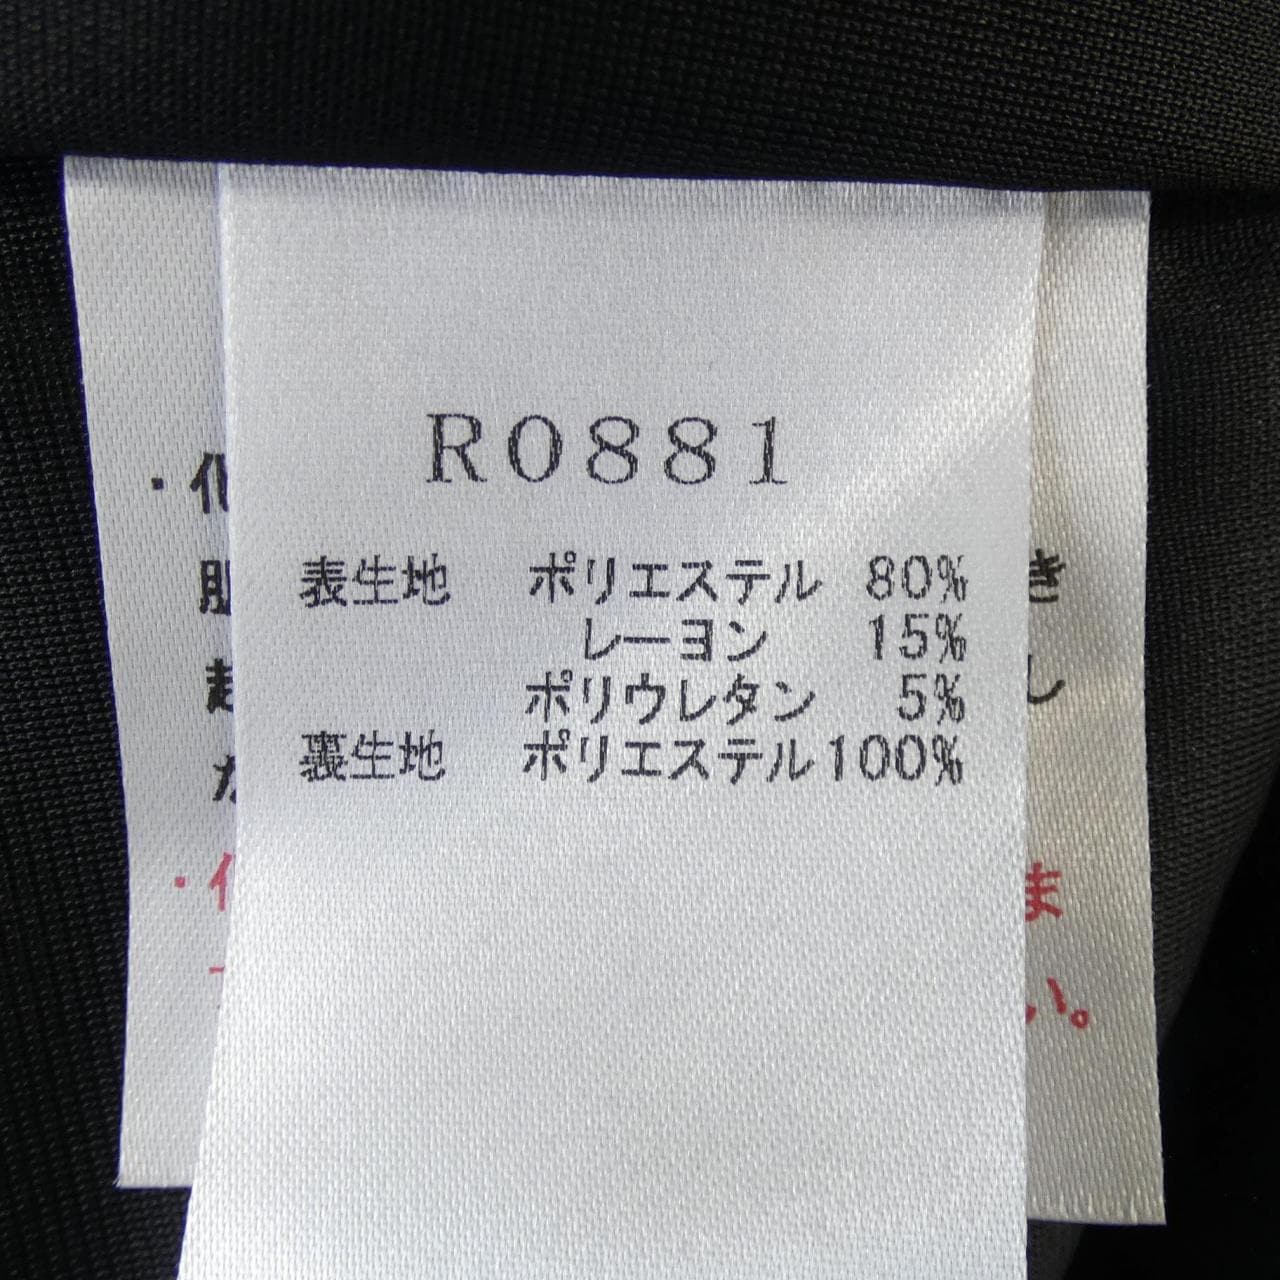 R0881
表生地 ポリエステル 80%
レーヨン 15%
ポリウレタン 5%
裏生地 ポリエステル100%